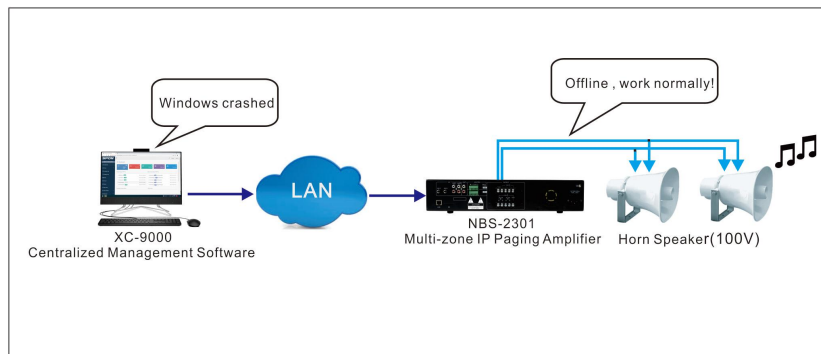 Windows crashed
Offline , work normally!
LAN
XC-9000
Centralized Management Software
NBS-2301
Multi-zone IP Paging Amplifier
Horn Speaker(100V)